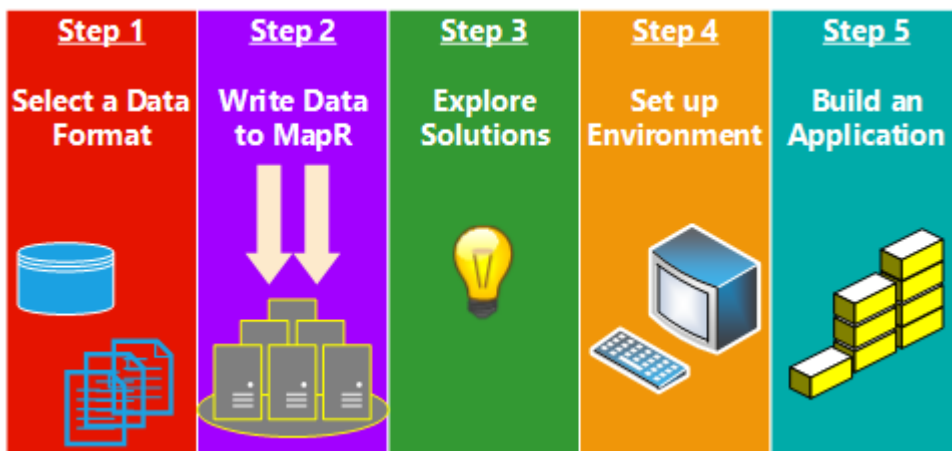 Step 1
Select a Data
Format
Step 2
Write Data
to MapR
Step 3
Explore
Solutions
Step 4
Set up
Environment
Step 5
Build an
Application